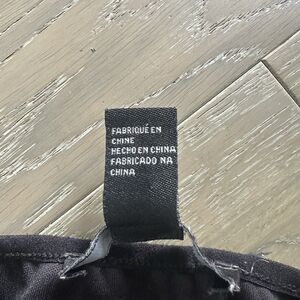 FABRIQUÉ EN
CHINE
HECHO EN CHINA
FABRICADO NA
CHINA